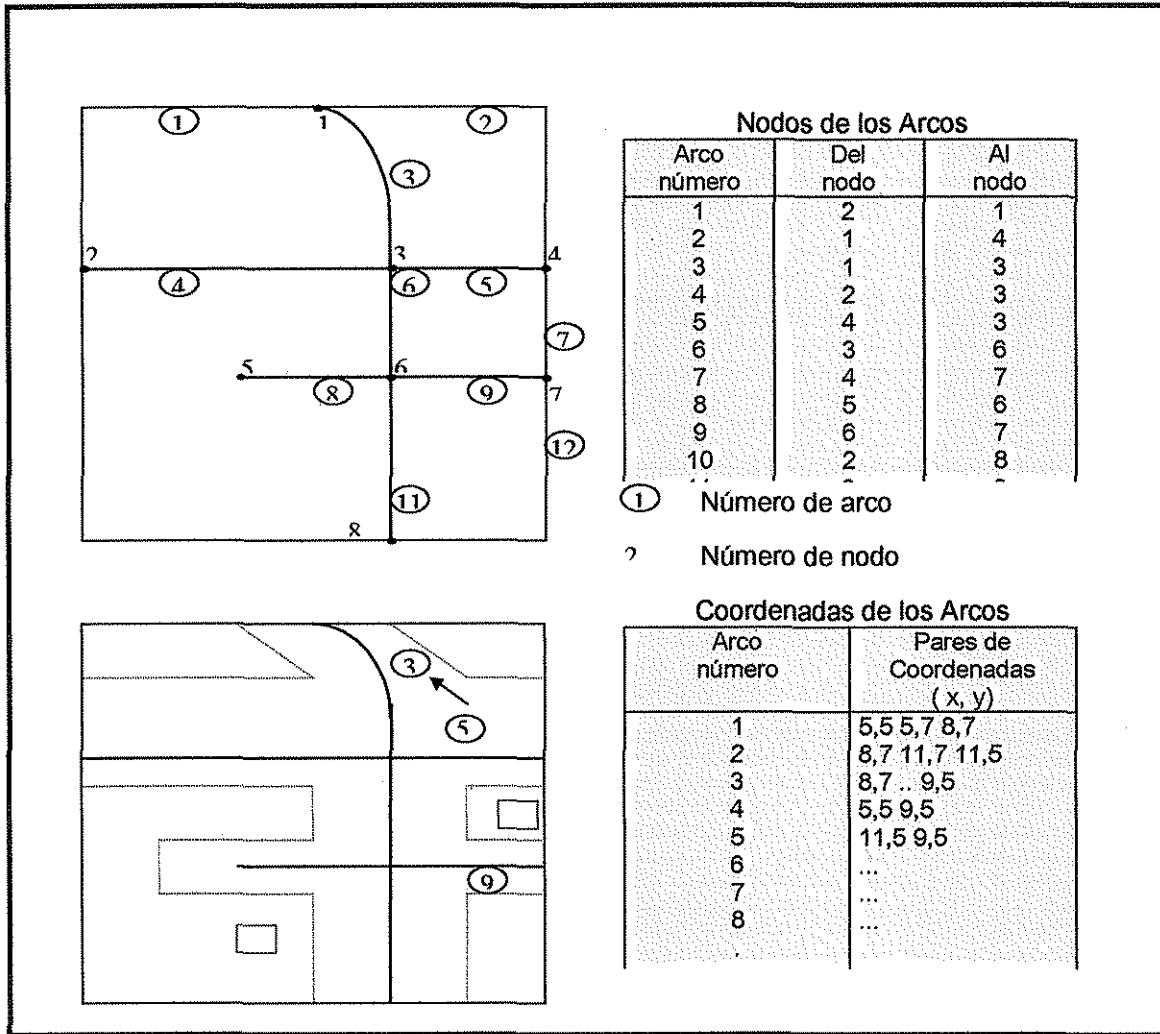 1 1 2
3
2 3 4
4 6 5
7
5 6
8 9 7
12
11
8
Nodos de los Arcos
Arco número Del nodo Al nodo
1 2 1
2 1 4
3 1 3
4 2 3
5 4 3
6 3 6
7 4 7
8 5 6
9 6 7
10 2 8
1 Número de arco
2 Número de nodo
3
5
9
Coordenadas de los Arcos
Arco número Pares de Coordenadas ( x, y)
1 5,5 5,7 8,7
2 8,7 11,7 11,5
3 8,7 .. 9,5
4 5,5 9,5
5 11,5 9,5
6 ...
7 ...
8 ...